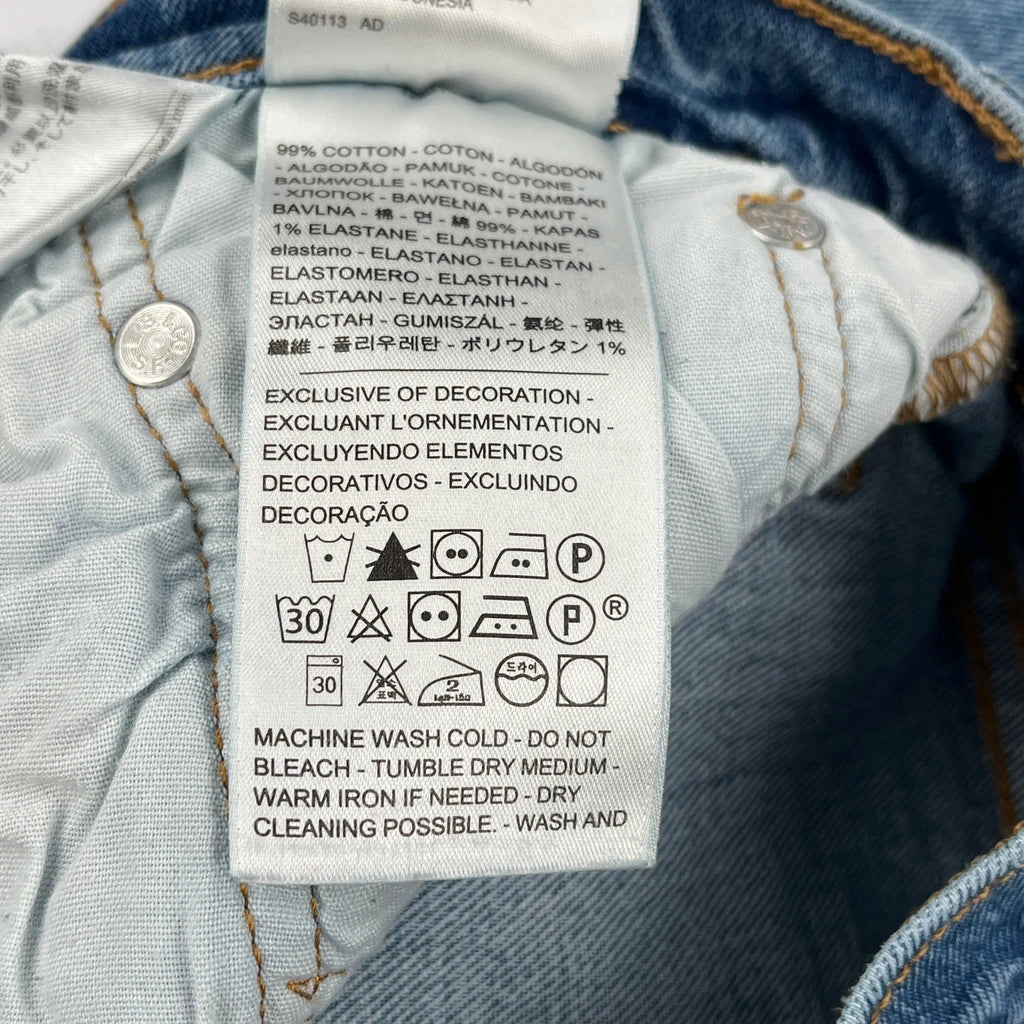 S40113 AD
99% COTTON - COTON - ALGODÓN
- ALGODÃO - PAMUK - COTONE -
BAUMWOLLE - KATOEN - BAMBAKI
- ХЛОПОК - BAWEŁNA - PAMUT -
BAVLNA - 棉 - 면 - 綿 99% - KAPAS
1% ELASTANE - ELASTHANNE -
elastano - ELASTANO - ELASTAN -
ELASTOMERO - ELASTHAN -
ELASTAAN - ΕΛΑΣΤΑΝΗ -
ЭЛАСТАН - GUMISZÁL - 氨纶 - 彈性
纖維 - 폴리우레탄 - ポリウレタン 1%
EXCLUSIVE OF DECORATION -
EXCLUANT L'ORNEMENTATION -
EXCLUYENDO ELEMENTOS
DECORATIVOS - EXCLUINDO
DECORAÇÃO
P
30 P ®
30 표백 2 드라이
MACHINE WASH COLD - DO NOT
BLEACH - TUMBLE DRY MEDIUM -
WARM IRON IF NEEDED - DRY
CLEANING POSSIBLE. - WASH AND